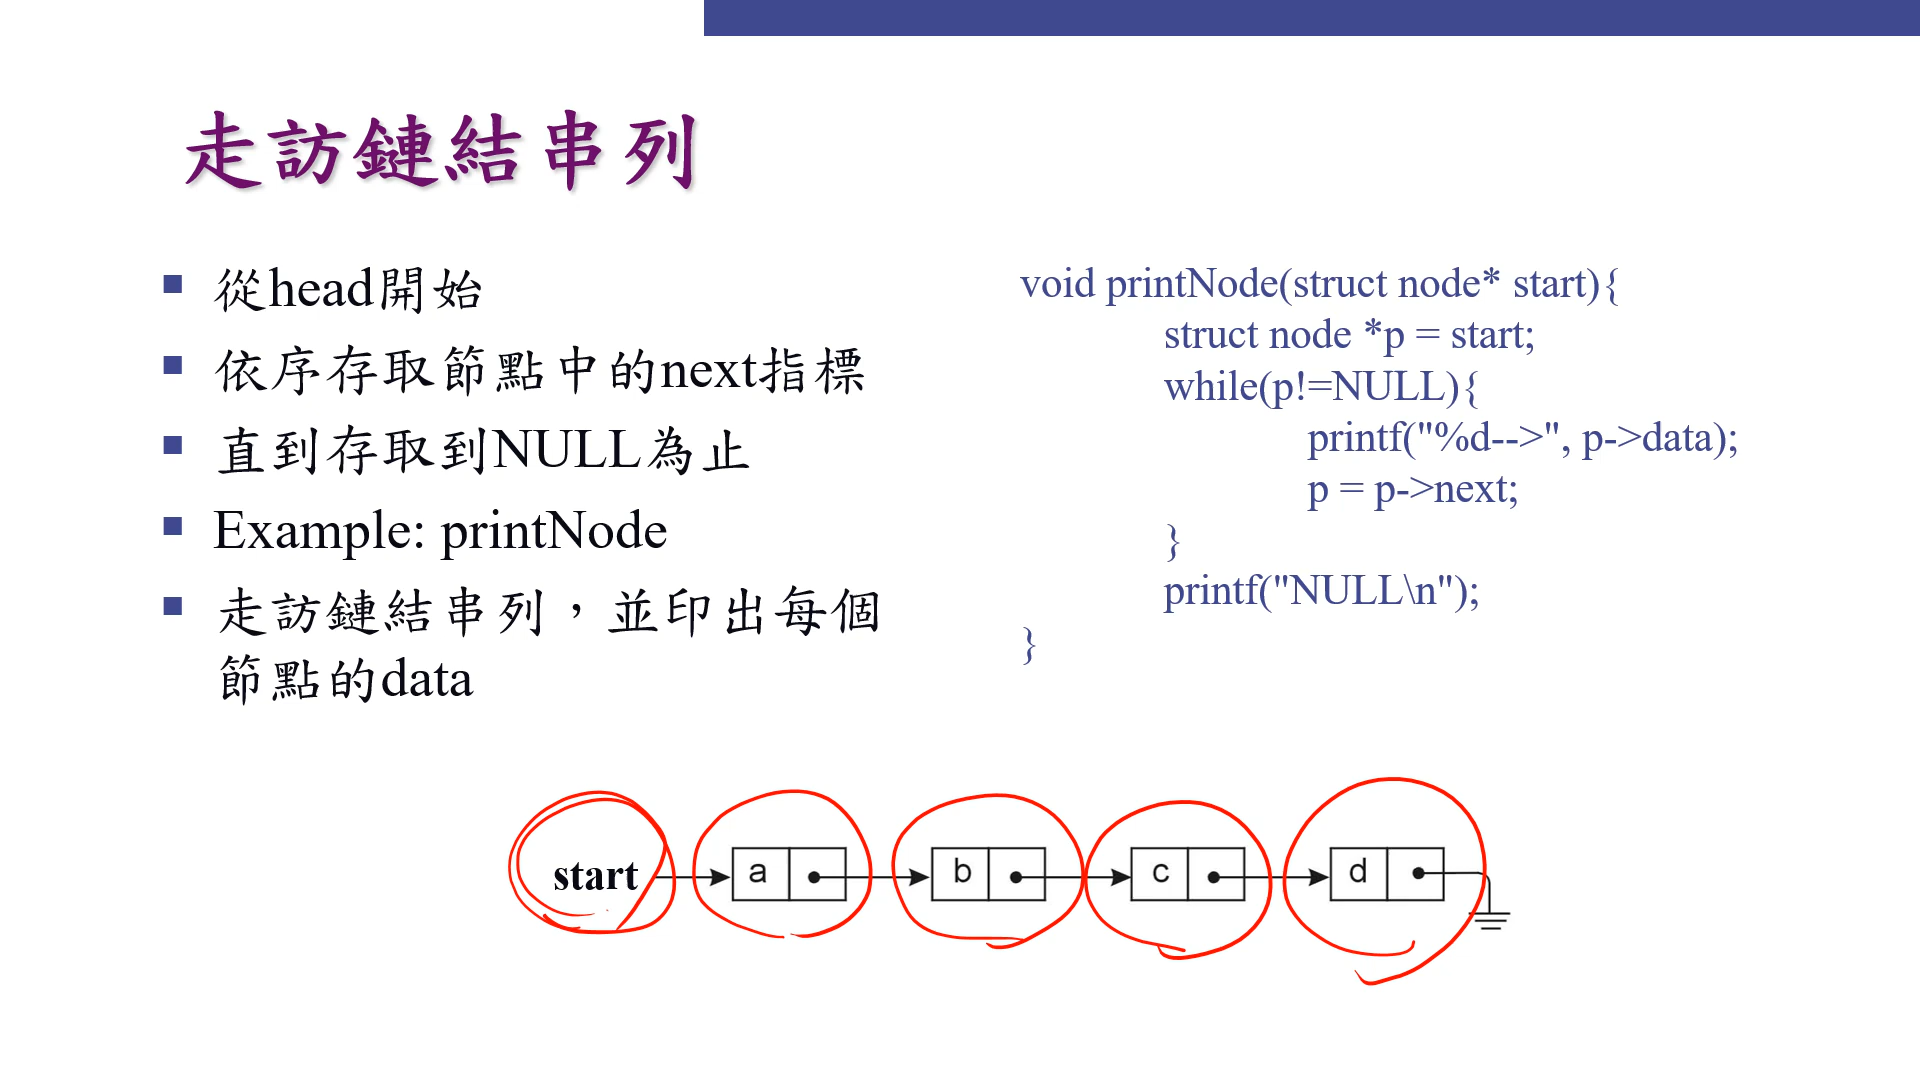 走訪鏈結串列
從head開始
依序存取節點中的next指標
直到存取到NULL為止
Example: printNode
走訪鏈結串列，並印出每個
節點的data
void printNode(struct node* start){
struct node *p = start;
while(p!=NULL){
printf("%d-->", p->data);
p = p->next;
}
printf("NULL\n");
}
start a b c d